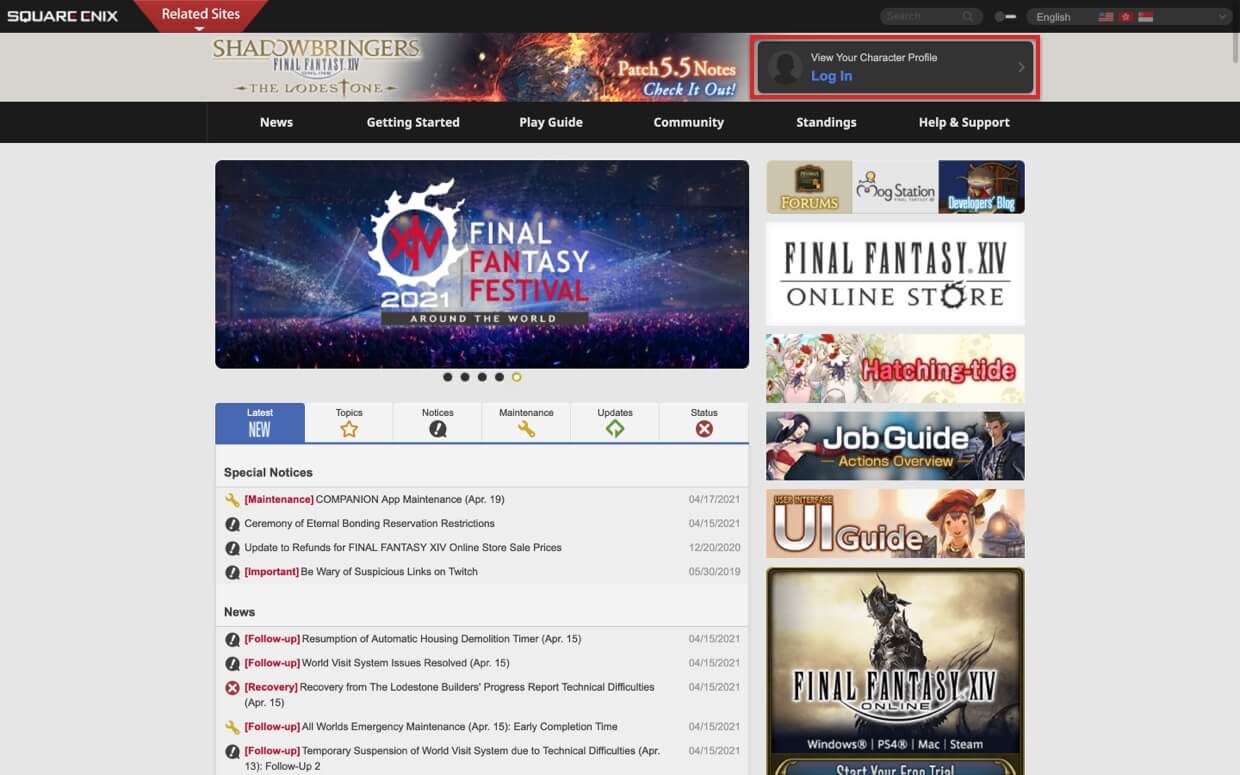 SQUARE ENIX
Related Sites
Search
English
SHADOWBRINGERS
FINAL FANTASY XIV
ONLINE
THE LODESTONE
Patch 5.5 Notes
Check It Out!
View Your Character Profile
Log In
News
Getting Started
Play Guide
Community
Standings
Help & Support
XIV
2021
FINAL
FANTASY
FESTIVAL
AROUND THE WORLD
FORUMS
Mog Station
FINAL FANTASY XIV
Developers' Blog
FINAL FANTASY. XIV
ONLINE STORE
Hatching-tide
Job Guide
Actions Overview
USER INTERFACE
UI Guide
FINAL FANTASY XIV
ONLINE
Windows® | PS4® | Mac | Steam
Start Your Free Trial
Latest
NEW
Topics
Notices
Maintenance
Updates
Status
Special Notices
[Maintenance] COMPANION App Maintenance (Apr. 19) 04/17/2021
Ceremony of Eternal Bonding Reservation Restrictions 04/15/2021
Update to Refunds for FINAL FANTASY XIV Online Store Sale Prices 12/20/2020
[Important] Be Wary of Suspicious Links on Twitch 05/30/2019
News
[Follow-up] Resumption of Automatic Housing Demolition Timer (Apr. 15) 04/15/2021
[Follow-up] World Visit System Issues Resolved (Apr. 15) 04/15/2021
[Recovery] Recovery from The Lodestone Builders' Progress Report Technical Difficulties 04/15/2021
(Apr. 15)
[Follow-up] All Worlds Emergency Maintenance (Apr. 15): Early Completion Time 04/15/2021
[Follow-up] Temporary Suspension of World Visit System due to Technical Difficulties (Apr. 04/15/2021
13): Follow-Up 2